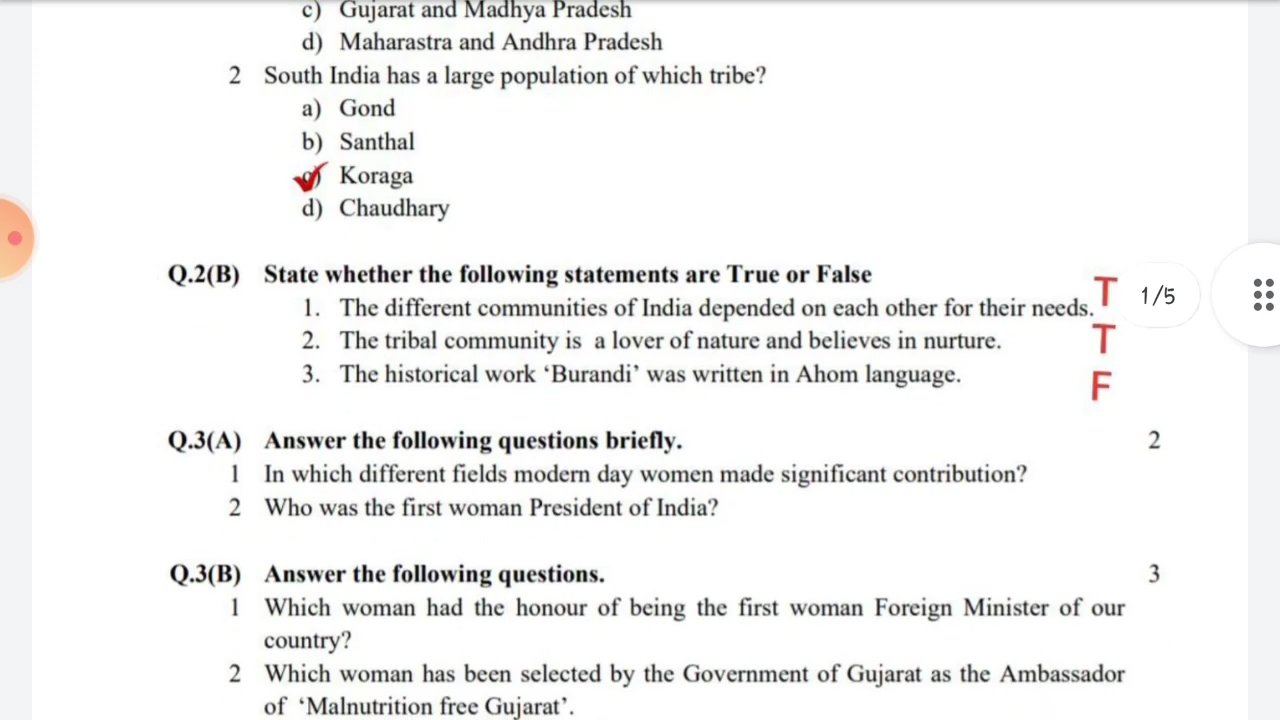 c) Gujarat and Madhya Pradesh
d) Maharastra and Andhra Pradesh
2 South India has a large population of which tribe?
a) Gond
b) Santhal
c) Koraga
d) Chaudhary
Q.2(B) State whether the following statements are True or False
1. The different communities of India depended on each other for their needs. T
1/5
2. The tribal community is a lover of nature and believes in nurture. T
3. The historical work ‘Burandi’ was written in Ahom language. F
Q.3(A) Answer the following questions briefly. 2
1 In which different fields modern day women made significant contribution?
2 Who was the first woman President of India?
Q.3(B) Answer the following questions. 3
1 Which woman had the honour of being the first woman Foreign Minister of our
country?
2 Which woman has been selected by the Government of Gujarat as the Ambassador
of ‘Malnutrition free Gujarat’.